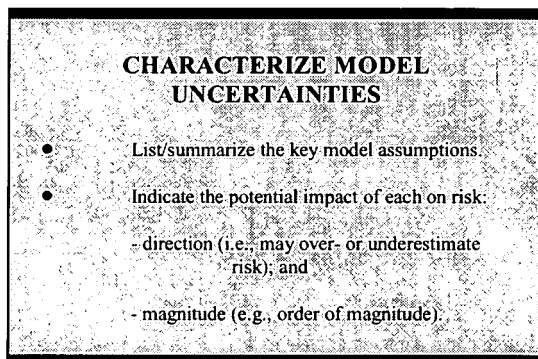 CHARACTERIZE MODEL
UNCERTAINTIES
● List/summarize the key model assumptions.
● Indicate the potential impact of each on risk:
- direction (i.e., may over- or underestimate
risk); and
- magnitude (e.g., order of magnitude).